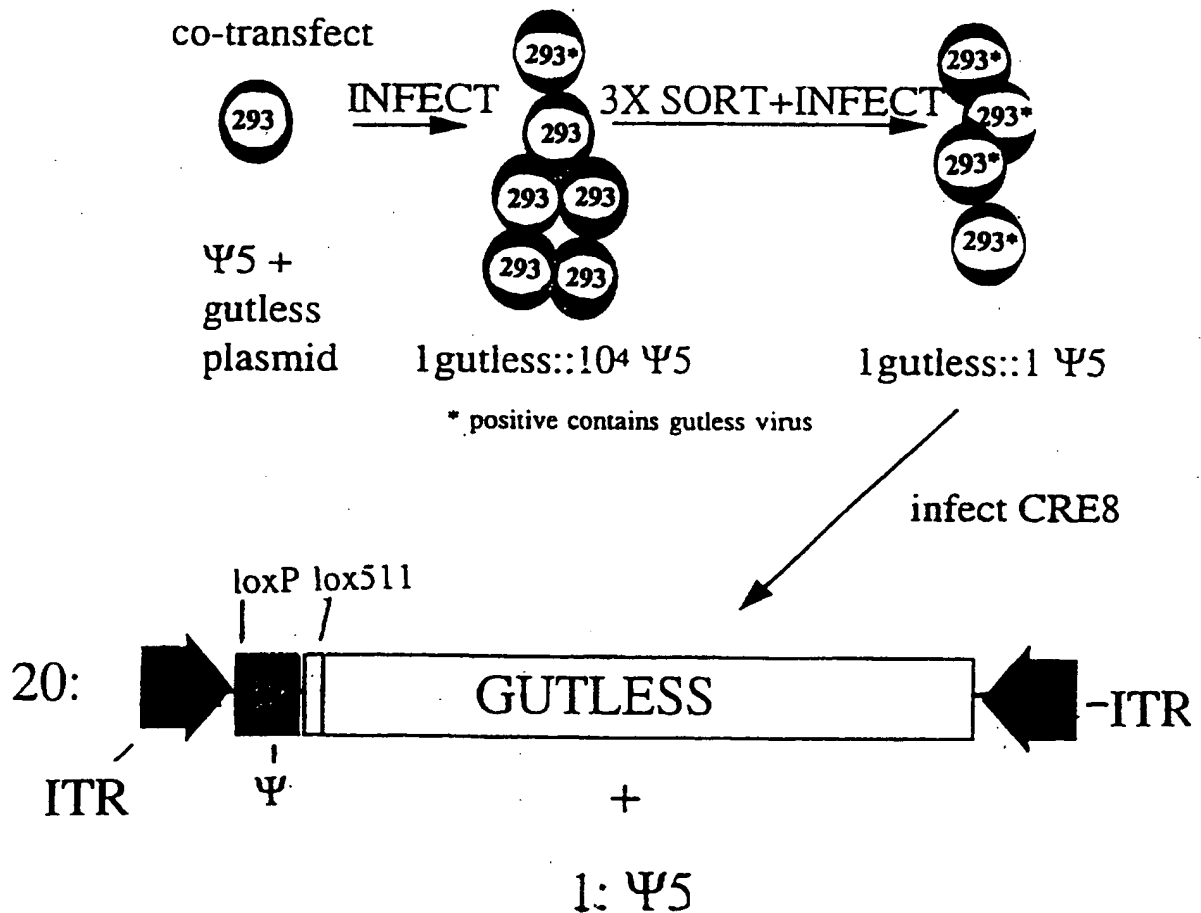 co-transfect
293
INFECT
293*
293
293
293
293
293
3X SORT+INFECT
293*
293*
293*
293*
Ψ5 +
gutless
plasmid
1gutless::10⁴ Ψ5
1gutless::1 Ψ5
* positive contains gutless virus
infect CRE8
loxP lox511
20:
GUTLESS
-ITR
ITR
Ψ
+
1: Ψ5